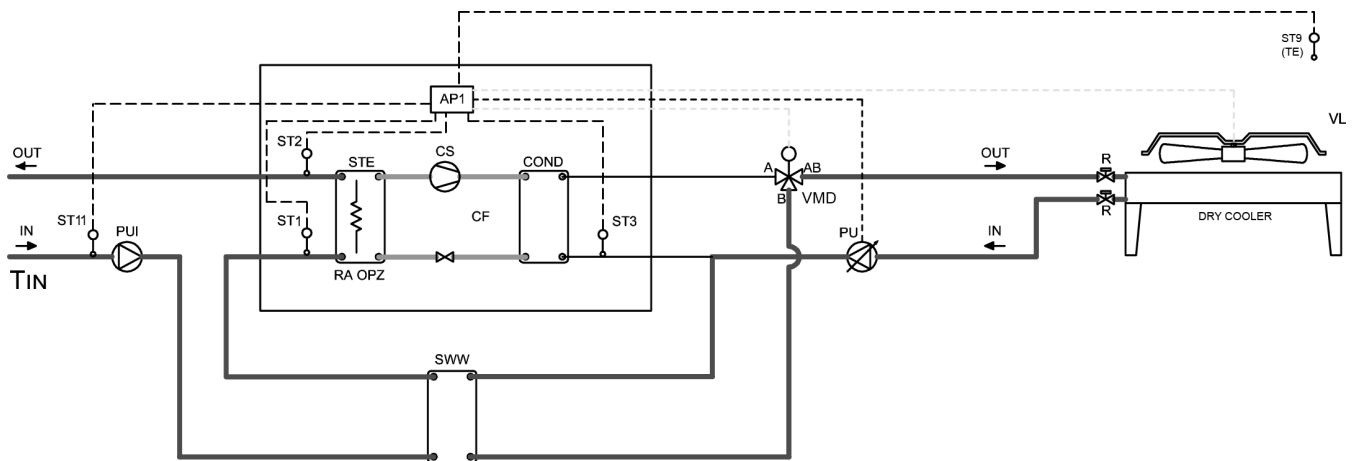 ST9
(TE)
AP1
VL
ST2
CS
OUT
STE
COND
A
AB
OUT
R
B
VMD
ST11
ST1
CF
ST3
R
DRY COOLER
IN
PUI
PU
IN
TIN
RA OPZ
SWW